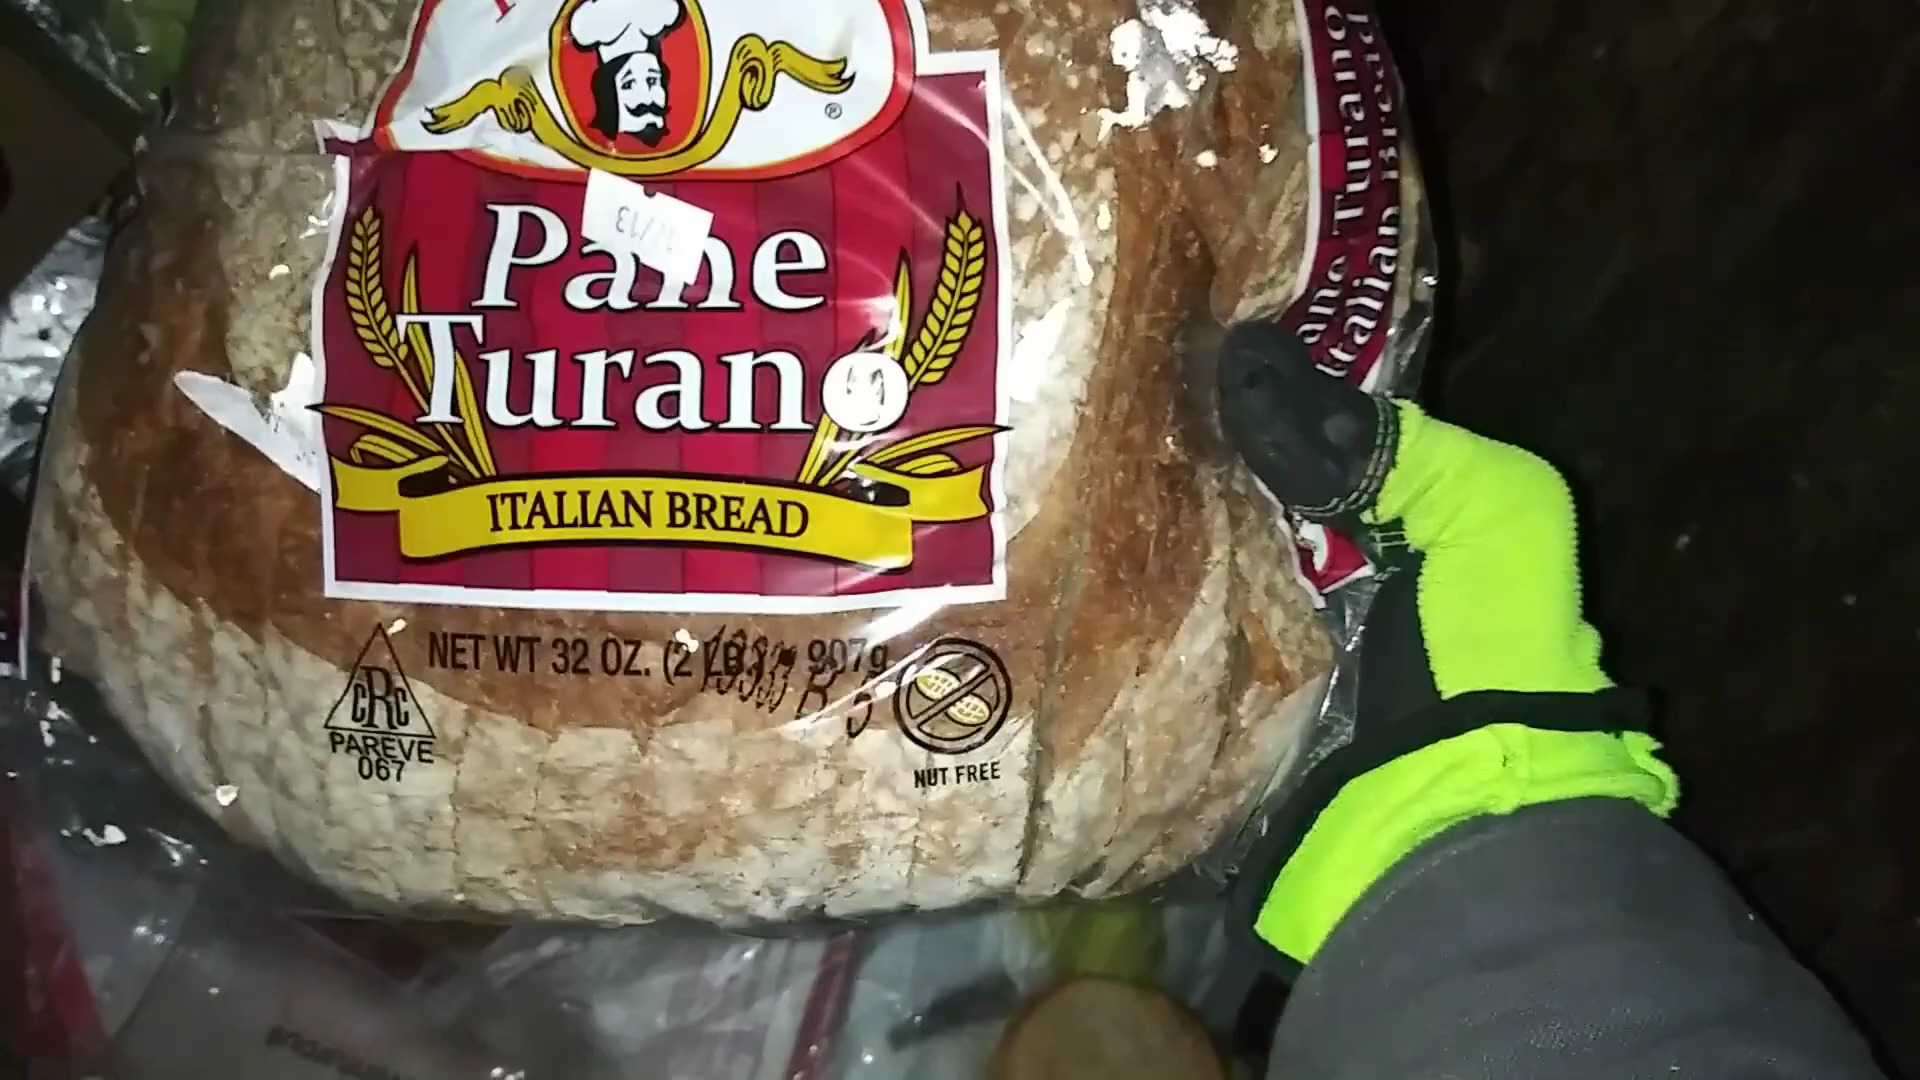 ®
Pane
Turano
ITALIAN BREAD
NET WT 32 OZ. (2 LB) 907g
cRc
PAREVE
067
NUT FREE
Pane Turano
Italian Bread